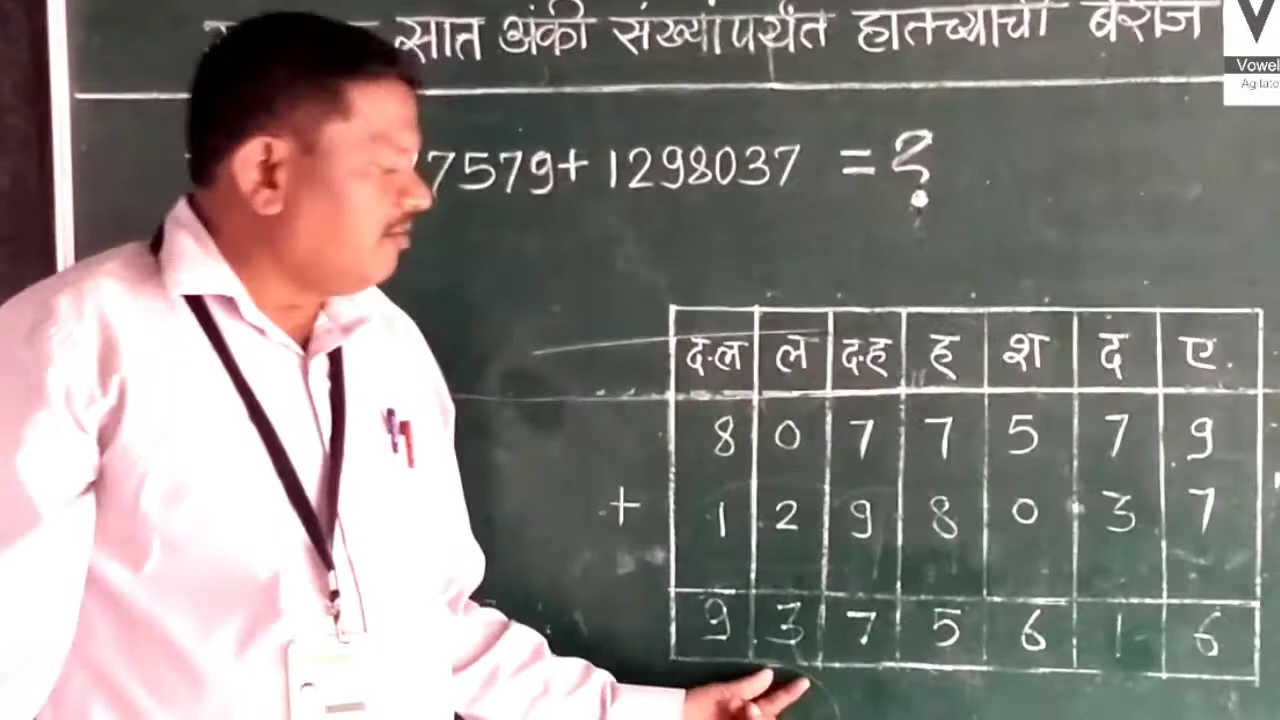 सात अंकी संख्यांपर्यंत हातच्याची बेरीज
7579+ 1298037 = ?
V
Vowel
Agitate
द.ल ल द.ह ह श द ए.
8 0 7 7 5 7 9
+ 1 2 9 8 0 3 7
9 3 7 5 6 1 6